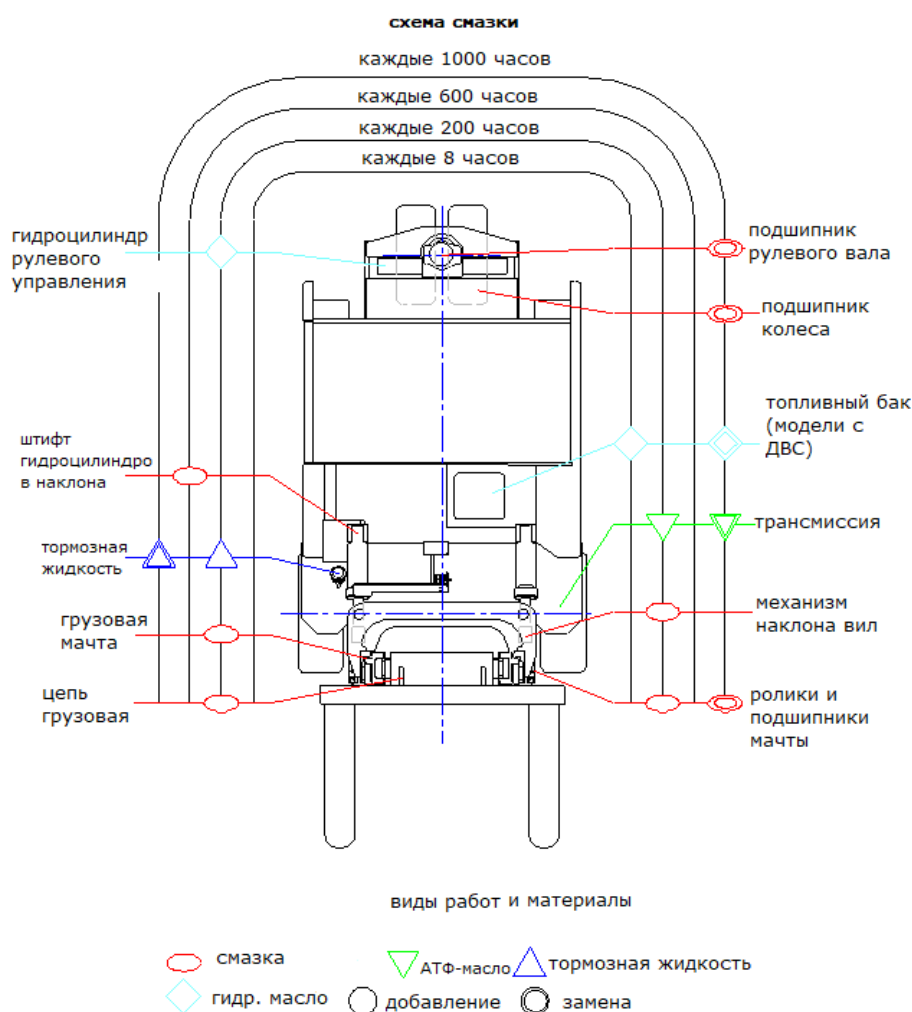 схема смазки
каждые 1000 часов
каждые 600 часов
каждые 200 часов
каждые 8 часов
гидроцилиндр
рулевого
управления
подшипник
рулевого вала
подшипник
колеса
топливный бак
(модели с
ДВС)
штифт
гидроцилиндро
в наклона
трансмиссия
тормозная
жидкость
механизм
наклона вил
грузовая
мачта
цепь
грузовая
ролики и
подшипники
мачты
виды работ и материалы
смазка
АТФ-масло
тормозная жидкость
гидр. масло
добавление
замена